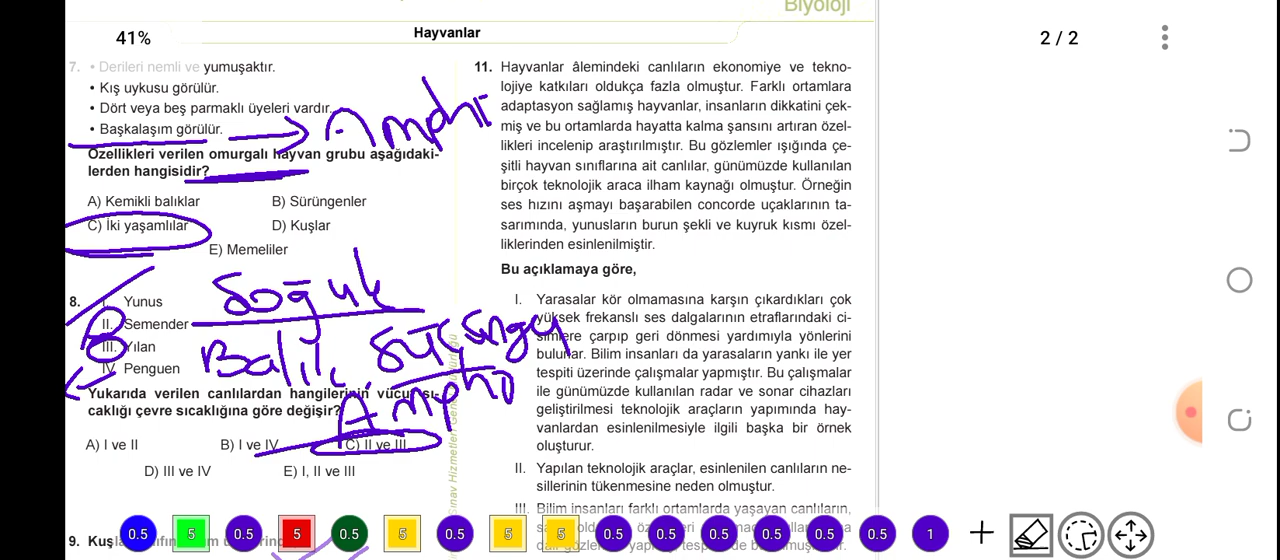 Biyoloji
41%
Hayvanlar
2 / 2
7. • Derileri nemli ve yumuşaktır.
• Kış uykusu görülür.
• Dört veya beş parmaklı üyeleri vardır.
• Başkalaşım görülür.
Amphi
Özellikleri verilen omurgalı hayvan grubu aşağıdaki-
lerden hangisidir?
A) Kemikli balıklar B) Sürüngenler
C) İki yaşamlılar D) Kuşlar
E) Memeliler
8. I. Yunus
II. Semender
III. Yılan
IV. Penguen
Soğuk
Balık
Amphi
Yukarıda verilen canlılardan hangilerinin vücut sı-
caklığı çevre sıcaklığına göre değişir?
A) I ve II B) I ve IV C) II ve III
D) III ve IV E) I, II ve III
9.
11. Hayvanlar âlemindeki canlıların ekonomiye ve tekno-
lojiye katkıları oldukça fazla olmuştur. Farklı ortamlara
adaptasyon sağlamış hayvanlar, insanların dikkatini çek-
miş ve bu ortamlarda hayatta kalma şansını artıran özel-
likleri incelenip araştırılmıştır. Bu gözlemler ışığında çe-
şitli hayvan sınıflarına ait canlılar, günümüzde kullanılan
birçok teknolojik araca ilham kaynağı olmuştur. Örneğin
ses hızını aşmayı başarabilen concorde uçaklarının ta-
sarımında, yunusların burun şekli ve kuyruk kısmı özel-
liklerinden esinlenilmiştir.
Bu açıklamaya göre,
I. Yarasalar kör olmamasına karşın çıkardıkları çok
yüksek frekanslı ses dalgalarının etraflarındaki ci-
simlere çarpıp geri dönmesi yardımıyla yönlerini
bulurlar. Bilim insanları da yarasaların yankı ile yer
tespiti üzerinde çalışmalar yapmıştır. Bu çalışmalar
ile günümüzde kullanılan radar ve sonar cihazları
geliştirilmesi teknolojik araçların yapımında hay-
vanlardan esinlenilmesiyle ilgili başka bir örnek
oluşturur.
II. Yapılan teknolojik araçlar, esinlenilen canlıların ne-
sillerinin tükenmesine neden olmuştur.
III. Bilim insanları farklı ortamlarda yaşayan canlıların,
0.5 5 0.5 5 0.5 5 0.5 5 5 0.5 0.5 0.5 0.5 0.5 0.5 1